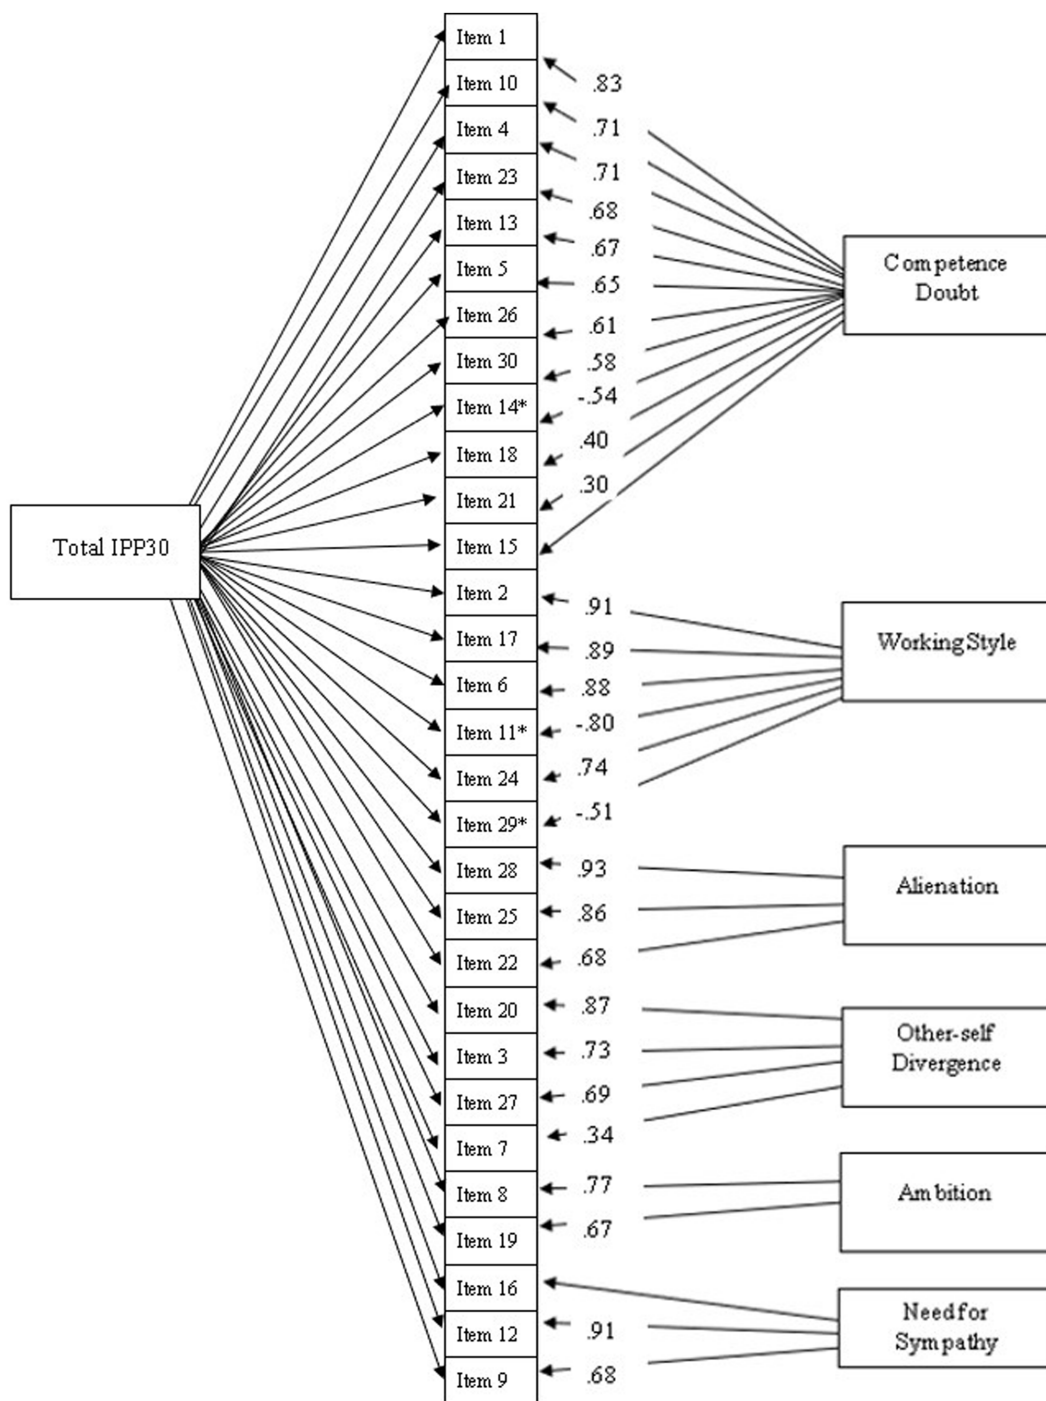 Item 1
Item 10
Item 4
Item 23
Item 13
Item 5
Item 26
Item 30
Item 14*
Item 18
Item 21
Item 15
Item 2
Item 17
Item 6
Item 11*
Item 24
Item 29*
Item 28
Item 25
Item 22
Item 20
Item 3
Item 27
Item 7
Item 8
Item 19
Item 16
Item 12
Item 9
Total IPP30
.83
.71
.71
.68
.67
.65
.61
.58
-.54
.40
.30
.91
.89
.88
-.80
.74
-.51
.93
.86
.68
.87
.73
.69
.34
.77
.67
.91
.68
Competence
Doubt
Working Style
Alienation
Other-self
Divergence
Ambition
Need for
Sympathy